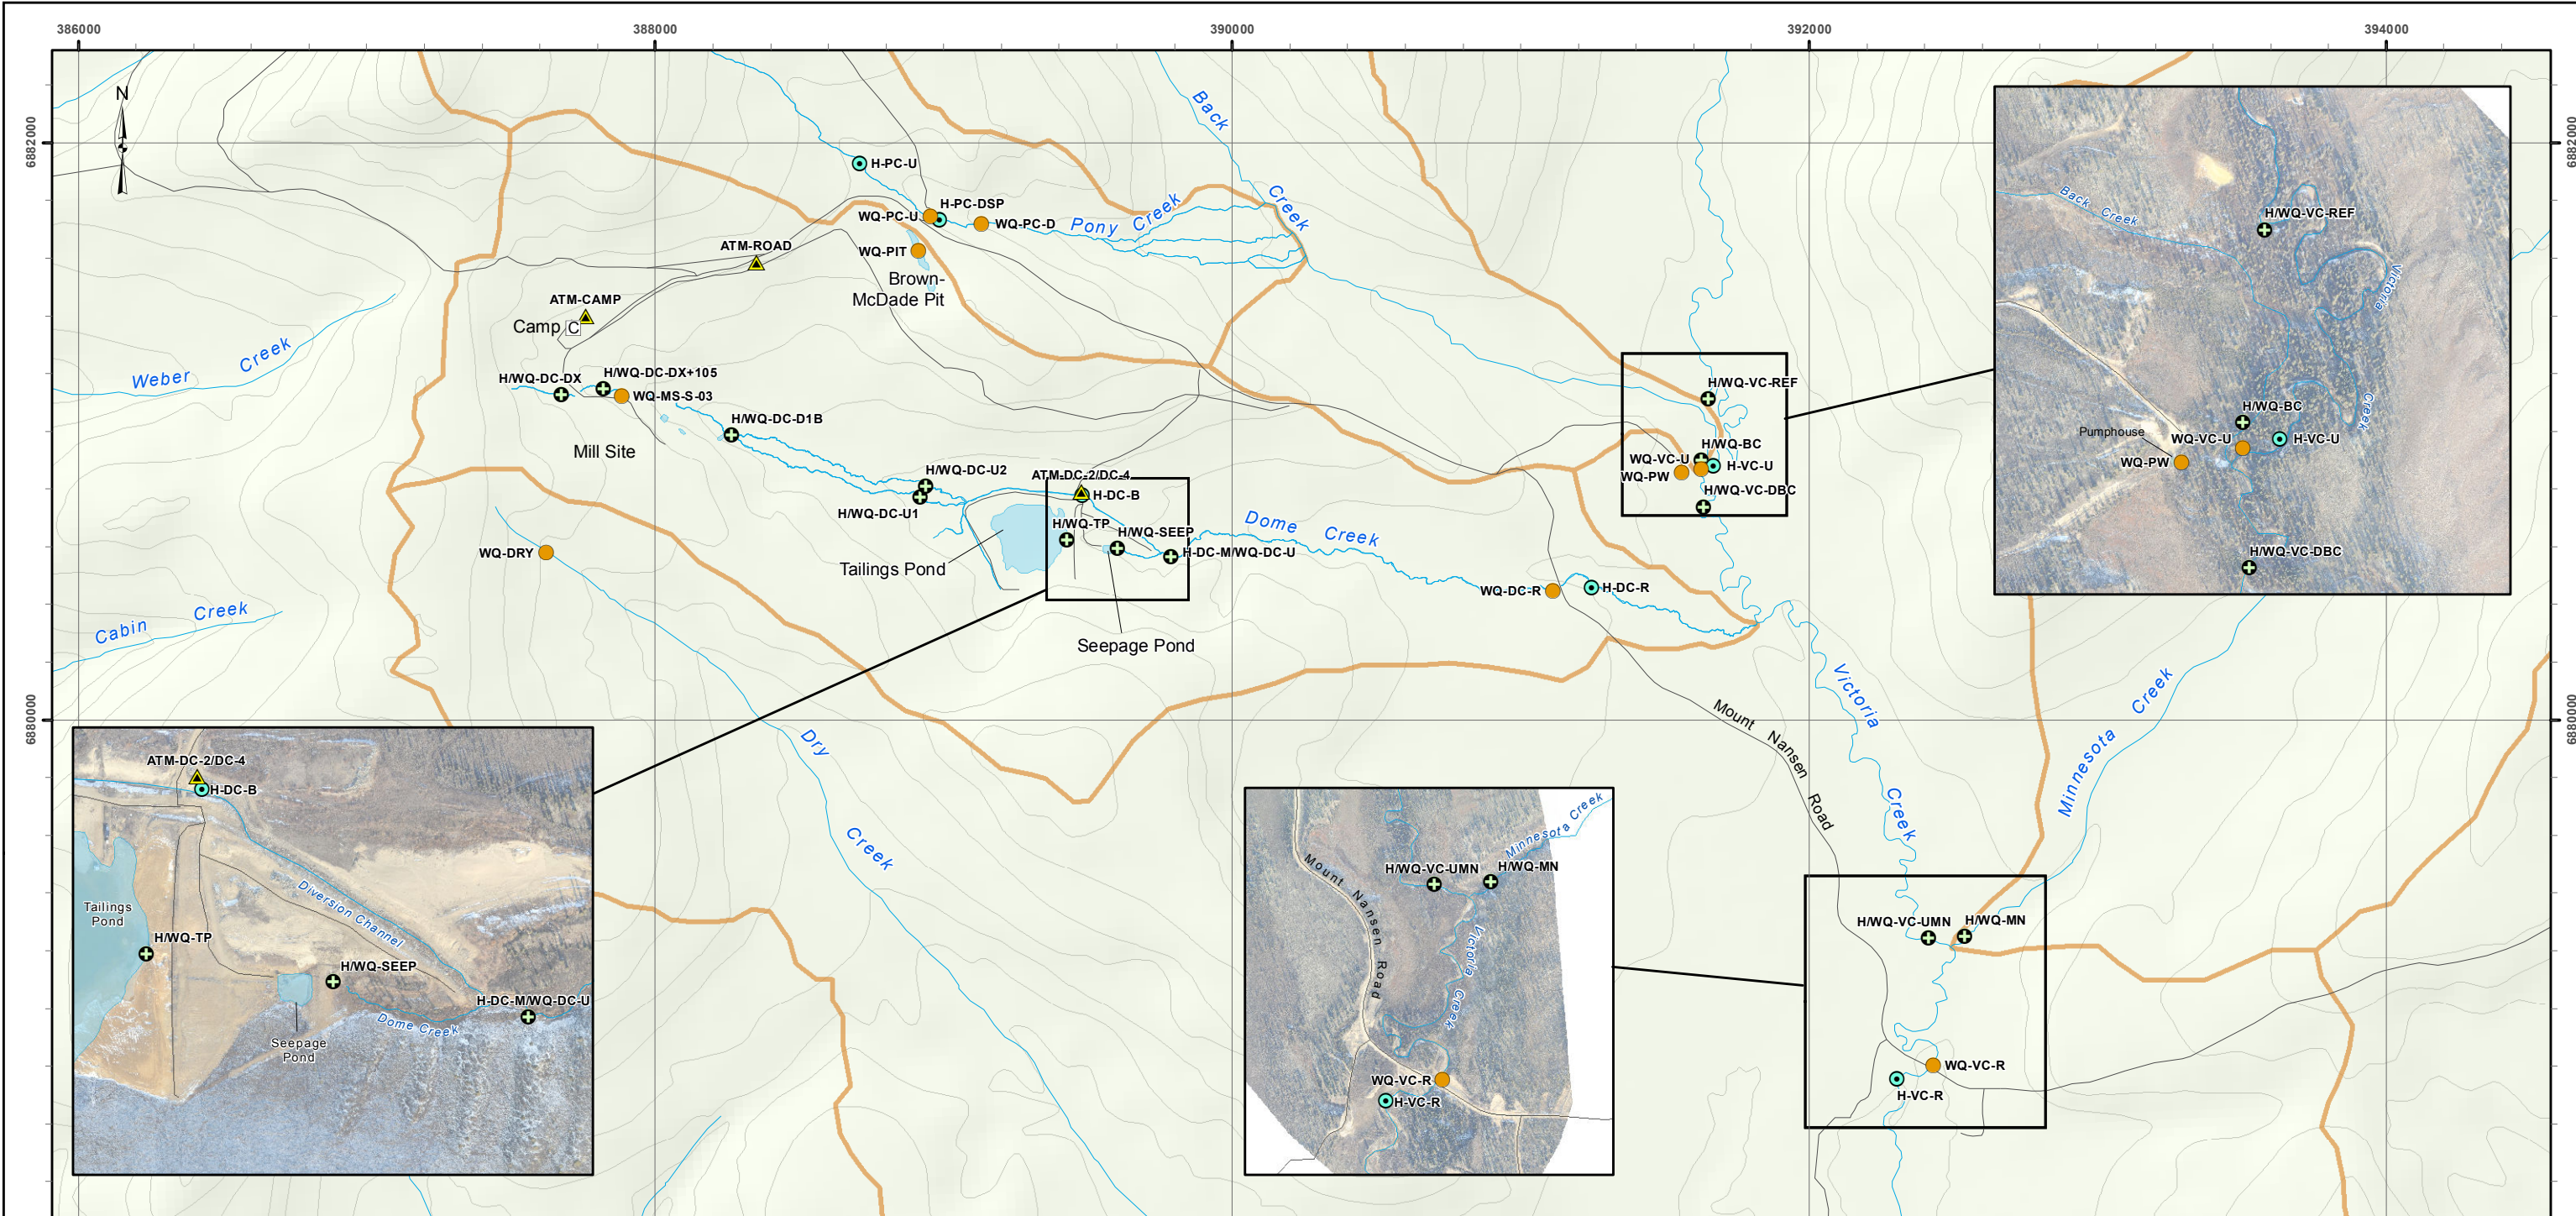 386000
388000
390000
392000
394000
6882000
6882000
6880000
6880000
N
Back
Creek
H-PC-U
H-PC-DSP
WQ-PC-U
WQ-PC-D
Pony Creek
ATM-ROAD
WQ-PIT
Brown-
McDade Pit
ATM-CAMP
Camp C
Weber Creek
H/WQ-DC-DX
H/WQ-DC-DX+105
WQ-MS-S-03
H/WQ-DC-D1B
Mill Site
H/WQ-DC-U2
H/WQ-DC-U1
ATM-DC-2/DC-4
H-DC-B
H/WQ-TP
H/WQ-SEEP
H-DC-M/WQ-DC-U
Dome Creek
WQ-DRY
Tailings Pond
Seepage Pond
Cabin Creek
WQ-DC-R
H-DC-R
H/WQ-VC-REF
H/WQ-BC
WQ-VC-U
H-VC-U
WQ-PW
H/WQ-VC-DBC
Victoria
Creek
Minnesota Creek
Mount Nansen Road
Dry
Creek
H/WQ-VC-UMN
H/WQ-MN
WQ-VC-R
H-VC-R
Back Creek
H/WQ-VC-REF
Victoria
Creek
H/WQ-BC
Pumphouse
WQ-VC-U
H-VC-U
WQ-PW
H/WQ-VC-DBC
ATM-DC-2/DC-4
H-DC-B
Diversion Channel
Tailings
Pond
H/WQ-TP
H/WQ-SEEP
H-DC-M/WQ-DC-U
Dome Creek
Seepage
Pond
Minnesota Creek
Mount Nansen Road
H/WQ-VC-UMN
H/WQ-MN
Victoria
Creek
WQ-VC-R
H-VC-R